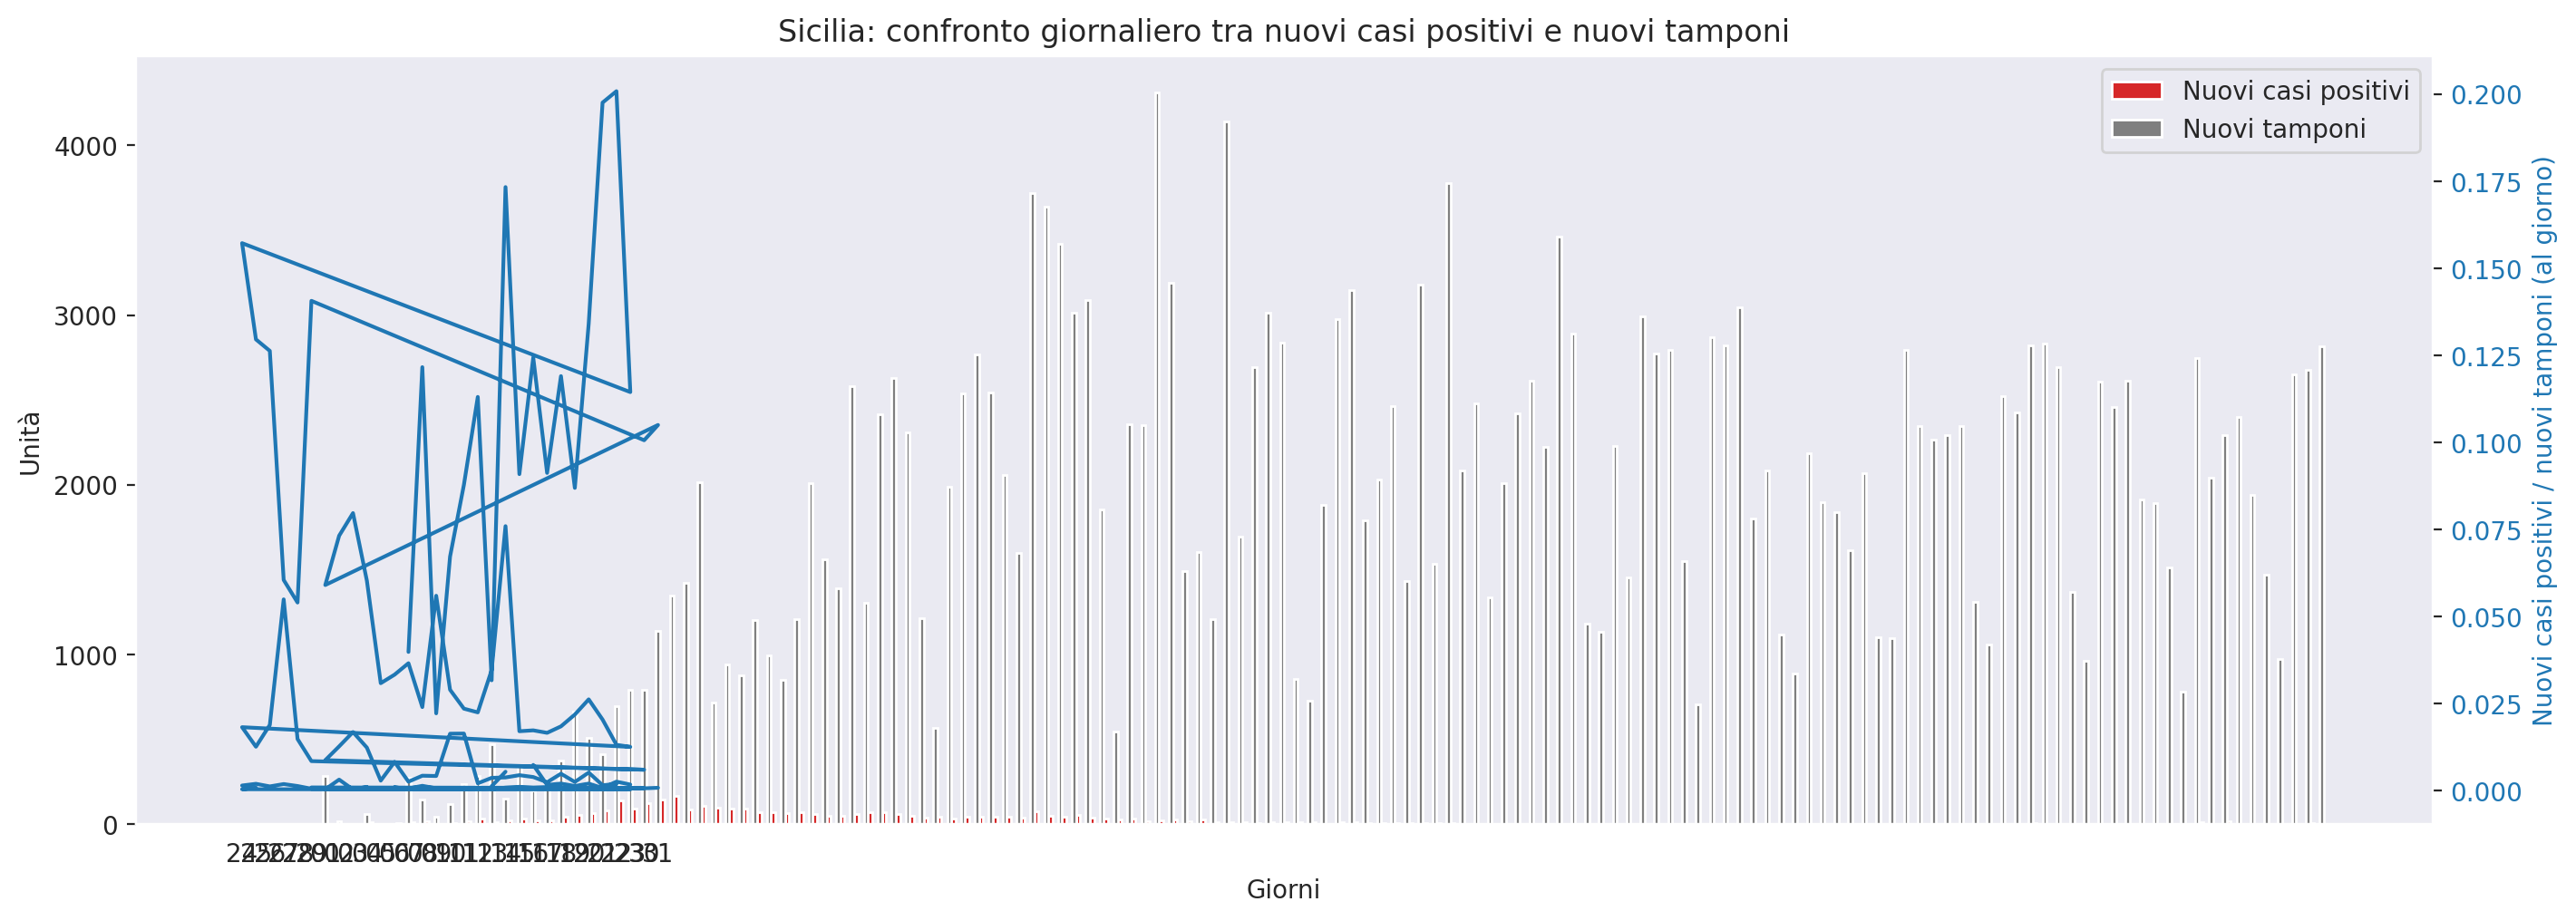 Sicilia: confronto giornaliero tra nuovi casi positivi e nuovi tamponi
Nuovi casi positivi
Nuovi tamponi
Unità
4000
3000
2000
1000
0
0.200
0.175
0.150
0.125
0.100
0.075
0.050
0.025
0.000
Nuovi casi positivi / nuovi tamponi (al giorno)
Giorni